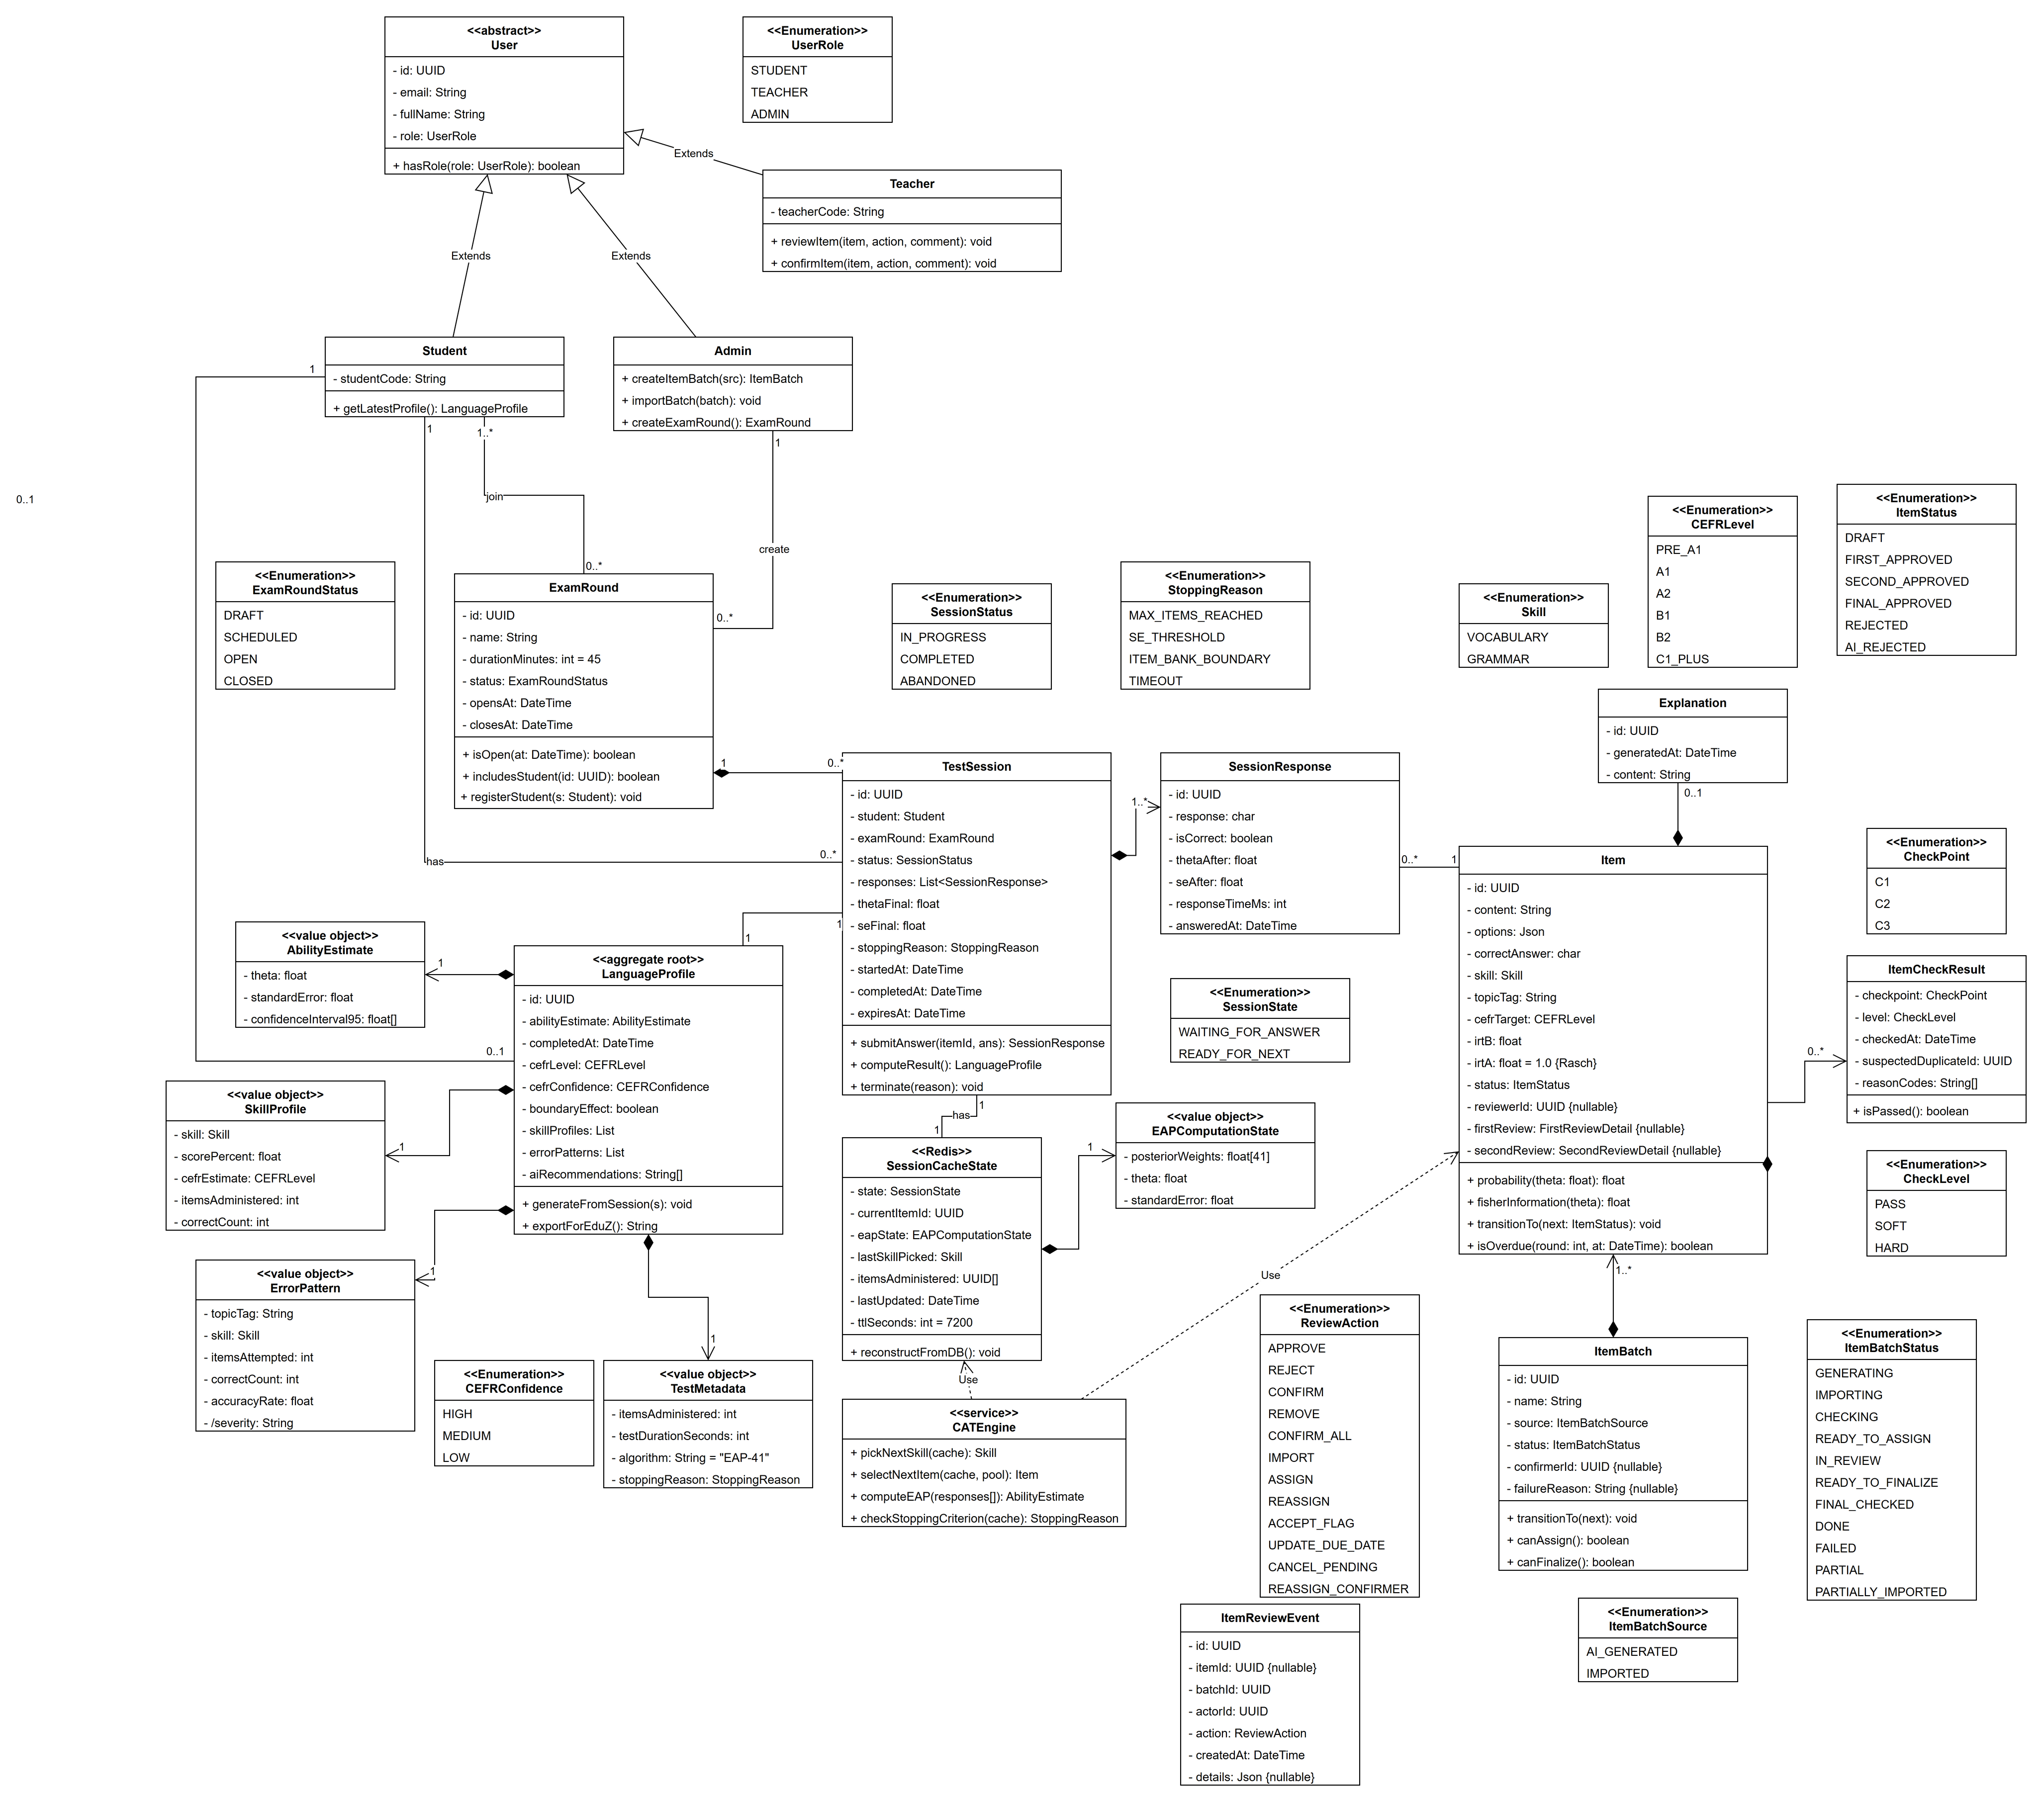 <<abstract>>
User
- id: UUID
- email: String
- fullName: String
- role: UserRole
+ hasRole(role: UserRole): boolean
<<Enumeration>>
UserRole
STUDENT
TEACHER
ADMIN
Extends
Teacher
- teacherCode: String
+ reviewItem(item, action, comment): void
+ confirmItem(item, action, comment): void
Extends
Extends
Student
- studentCode: String
+ getLatestProfile(): LanguageProfile
Admin
+ createItemBatch(src): ItemBatch
+ importBatch(batch): void
+ createExamRound(): ExamRound
1
1
1..*
1
0..1
join
create
0..*
0..*
<<Enumeration>>
ExamRoundStatus
DRAFT
SCHEDULED
OPEN
CLOSED
ExamRound
- id: UUID
- name: String
- durationMinutes: int = 45
- status: ExamRoundStatus
- opensAt: DateTime
- closesAt: DateTime
+ isOpen(at: DateTime): boolean
+ includesStudent(id: UUID): boolean
+ registerStudent(s: Student): void
<<Enumeration>>
SessionStatus
IN_PROGRESS
COMPLETED
ABANDONED
<<Enumeration>>
StoppingReason
MAX_ITEMS_REACHED
SE_THRESHOLD
ITEM_BANK_BOUNDARY
TIMEOUT
<<Enumeration>>
Skill
VOCABULARY
GRAMMAR
<<Enumeration>>
CEFRLevel
PRE_A1
A1
A2
B1
B2
C1_PLUS
<<Enumeration>>
ItemStatus
DRAFT
FIRST_APPROVED
SECOND_APPROVED
FINAL_APPROVED
REJECTED
AI_REJECTED
Explanation
- id: UUID
- generatedAt: DateTime
- content: String
0..1
1
0..*
has
0..*
TestSession
- id: UUID
- student: Student
- examRound: ExamRound
- status: SessionStatus
- responses: List<SessionResponse>
- thetaFinal: float
- seFinal: float
- stoppingReason: StoppingReason
- startedAt: DateTime
- completedAt: DateTime
- expiresAt: DateTime
+ submitAnswer(itemId, ans): SessionResponse
+ computeResult(): LanguageProfile
+ terminate(reason): void
1..*
SessionResponse
- id: UUID
- response: char
- isCorrect: boolean
- thetaAfter: float
- seAfter: float
- responseTimeMs: int
- answeredAt: DateTime
0..*
1
Item
- id: UUID
- content: String
- options: Json
- correctAnswer: char
- skill: Skill
- topicTag: String
- cefrTarget: CEFRLevel
- irtB: float
- irtA: float = 1.0 {Rasch}
- status: ItemStatus
- reviewerId: UUID {nullable}
- firstReview: FirstReviewDetail {nullable}
- secondReview: SecondReviewDetail {nullable}
+ probability(theta: float): float
+ fisherInformation(theta): float
+ transitionTo(next: ItemStatus): void
+ isOverdue(round: int, at: DateTime): boolean
<<Enumeration>>
CheckPoint
C1
C2
C3
0..*
ItemCheckResult
- checkpoint: CheckPoint
- level: CheckLevel
- checkedAt: DateTime
- suspectedDuplicateId: UUID
- reasonCodes: String[]
+ isPassed(): boolean
<<Enumeration>>
CheckLevel
PASS
SOFT
HARD
<<value object>>
AbilityEstimate
- theta: float
- standardError: float
- confidenceInterval95: float[]
1
1
1
0..1
<<aggregate root>>
LanguageProfile
- id: UUID
- abilityEstimate: AbilityEstimate
- completedAt: DateTime
- cefrLevel: CEFRLevel
- cefrConfidence: CEFRConfidence
- boundaryEffect: boolean
- skillProfiles: List
- errorPatterns: List
- aiRecommendations: String[]
+ generateFromSession(s): void
+ exportForEduZ(): String
<<Enumeration>>
SessionState
WAITING_FOR_ANSWER
READY_FOR_NEXT
<<value object>>
SkillProfile
- skill: Skill
- scorePercent: float
- cefrEstimate: CEFRLevel
- itemsAdministered: int
- correctCount: int
1
1
has
1
<<Redis>>
SessionCacheState
- state: SessionState
- currentItemId: UUID
- eapState: EAPComputationState
- lastSkillPicked: Skill
- itemsAdministered: UUID[]
- lastUpdated: DateTime
- ttlSeconds: int = 7200
+ reconstructFromDB(): void
1
<<value object>>
EAPComputationState
- posteriorWeights: float[41]
- theta: float
- standardError: float
<<value object>>
ErrorPattern
- topicTag: String
- skill: Skill
- itemsAttempted: int
- correctCount: int
- accuracyRate: float
- /severity: String
1
1
<<Enumeration>>
CEFRConfidence
HIGH
MEDIUM
LOW
<<value object>>
TestMetadata
- itemsAdministered: int
- testDurationSeconds: int
- algorithm: String = "EAP-41"
- stoppingReason: StoppingReason
Use
Use
<<service>>
CATEngine
+ pickNextSkill(cache): Skill
+ selectNextItem(cache, pool): Item
+ computeEAP(responses[]): AbilityEstimate
+ checkStoppingCriterion(cache): StoppingReason
<<Enumeration>>
ReviewAction
APPROVE
REJECT
CONFIRM
REMOVE
CONFIRM_ALL
IMPORT
ASSIGN
REASSIGN
ACCEPT_FLAG
UPDATE_DUE_DATE
CANCEL_PENDING
REASSIGN_CONFIRMER
1..*
ItemBatch
- id: UUID
- name: String
- source: ItemBatchSource
- status: ItemBatchStatus
- confirmerId: UUID {nullable}
- failureReason: String {nullable}
+ transitionTo(next): void
+ canAssign(): boolean
+ canFinalize(): boolean
<<Enumeration>>
ItemBatchStatus
GENERATING
IMPORTING
CHECKING
READY_TO_ASSIGN
IN_REVIEW
READY_TO_FINALIZE
FINAL_CHECKED
DONE
FAILED
PARTIAL
PARTIALLY_IMPORTED
<<Enumeration>>
ItemBatchSource
AI_GENERATED
IMPORTED
ItemReviewEvent
- id: UUID
- itemId: UUID {nullable}
- batchId: UUID
- actorId: UUID
- action: ReviewAction
- createdAt: DateTime
- details: Json {nullable}